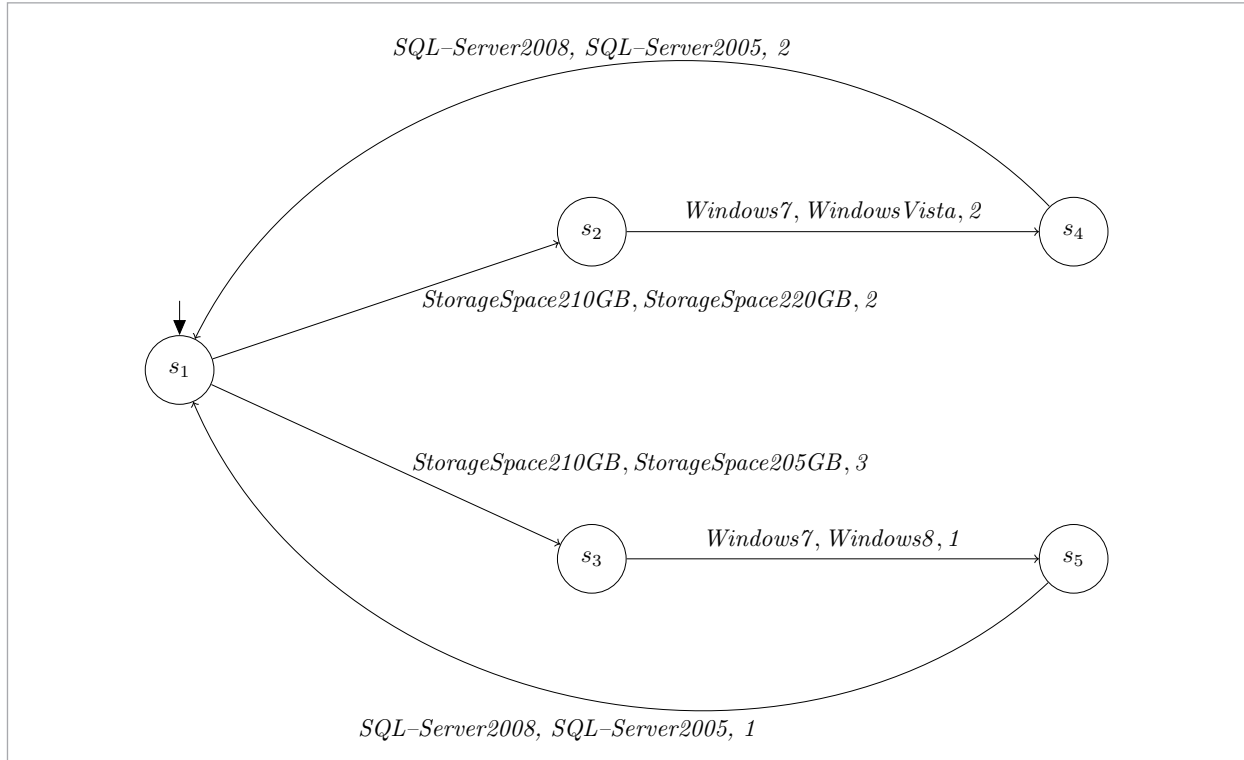 SQL–Server2008, SQL–Server2005, 2
Windows7, WindowsVista, 2
s2
s4
StorageSpace210GB, StorageSpace220GB, 2
s1
StorageSpace210GB, StorageSpace205GB, 3
Windows7, Windows8, 1
s3
s5
SQL–Server2008, SQL–Server2005, 1